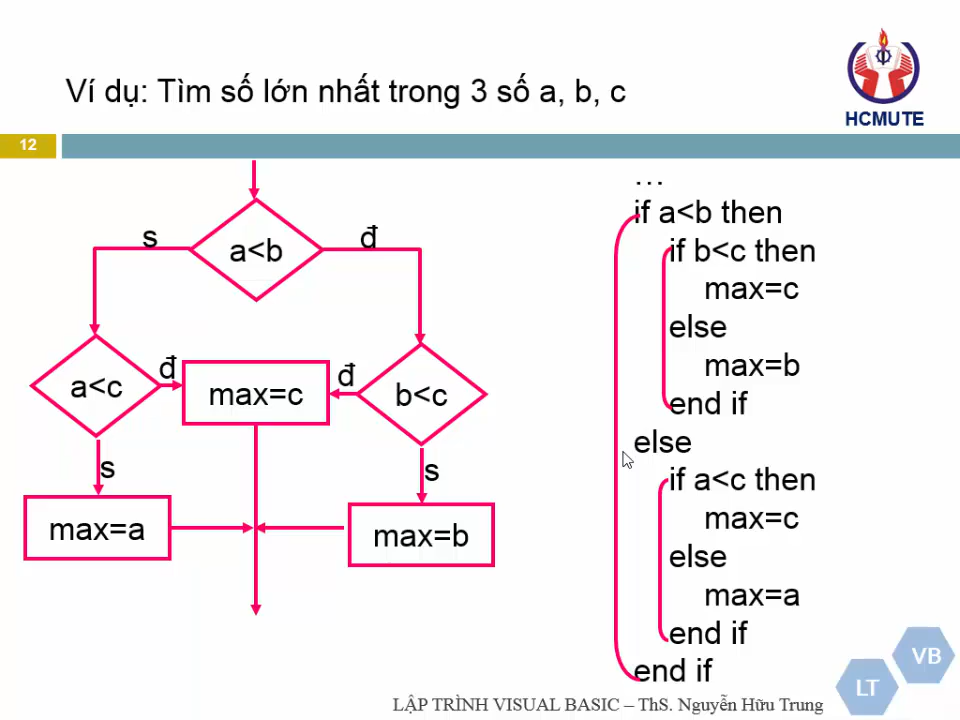 Ví dụ: Tìm số lớn nhất trong 3 số a, b, c
HCMUTE
12
s
a<b
đ
a<c
đ
max=c
đ
b<c
s
s
max=a
max=b
…
if a<b then
if b<c then
max=c
else
max=b
end if
else
if a<c then
max=c
else
max=a
end if
end if
VB
LT
LẬP TRÌNH VISUAL BASIC – ThS. Nguyễn Hữu Trung